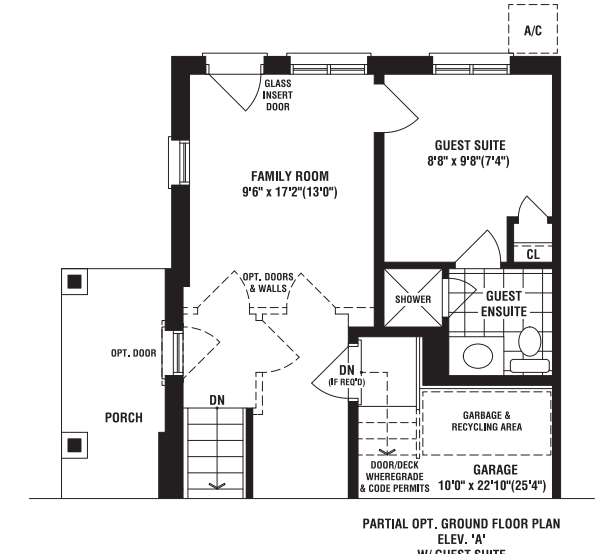 A/C
GLASS
INSERT
DOOR
GUEST SUITE
8'8" x 9'8"(7'4")
FAMILY ROOM
9'6" x 17'2"(13'0")
CL
OPT. DOORS
& WALLS
SHOWER
GUEST
ENSUITE
OPT. DOOR
DN
(IF REQ'D)
DN
PORCH
GARBAGE &
RECYCLING AREA
DOOR/DECK
WHEREGRADE
& CODE PERMITS
GARAGE
10'0" x 22'10"(25'4")
PARTIAL OPT. GROUND FLOOR PLAN
ELEV. 'A'
W/ GUEST SUITE